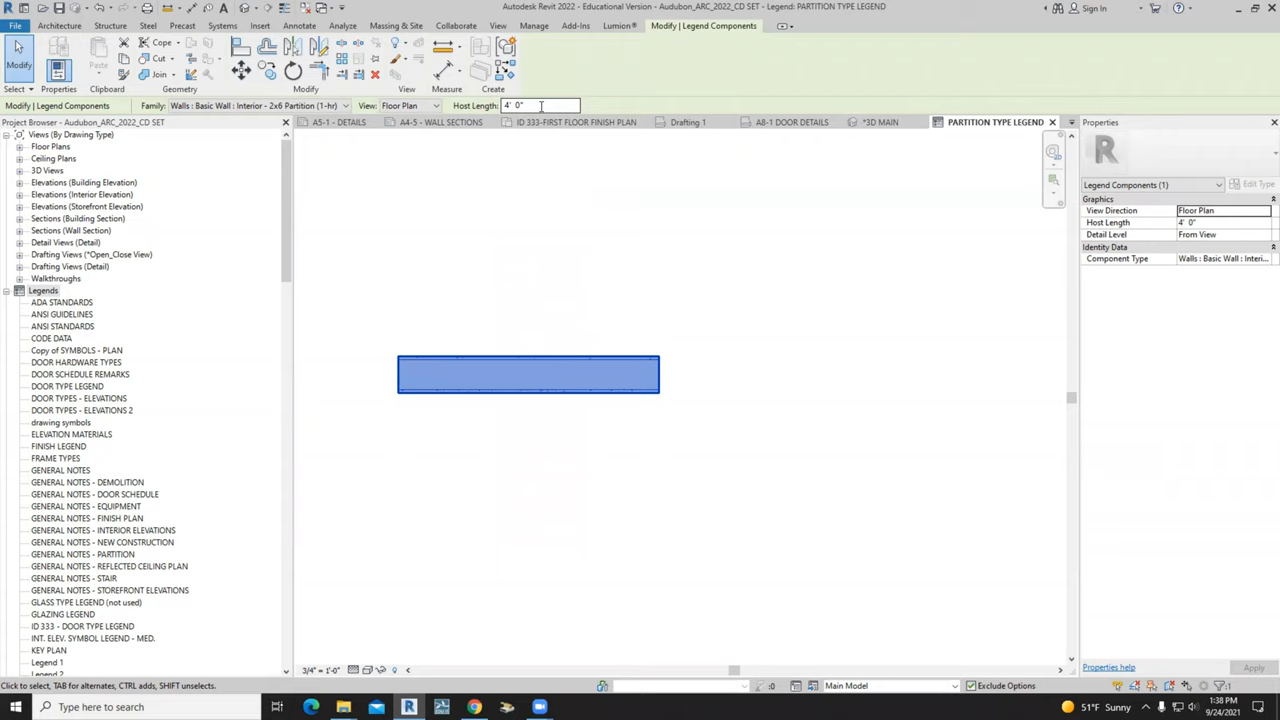 Autodesk Revit 2022 - Educational Version - Audubon_ARC_2022_CD SET - Legend: PARTITION TYPE LEGEND
Sign In
File Architecture Structure Steel Precast Systems Insert Annotate Analyze Massing & Site Collaborate View Manage Add-Ins Lumion® Modify | Legend Components
Modify Paste Cope Cut Join
Select Properties Clipboard Geometry Modify View Measure Create
Modify | Legend Components Family: Walls : Basic Wall : Interior - 2x6 Partition (1-hr) View: Floor Plan Host Length: 4' 0"
Project Browser - Audubon_ARC_2022_CD SET
A5-1 - DETAILS A4-5 - WALL SECTIONS ID 333-FIRST FLOOR FINISH PLAN Drafting 1 A8-1 DOOR DETAILS *3D MAIN PARTITION TYPE LEGEND
Views (By Drawing Type)
Floor Plans
Ceiling Plans
3D Views
Elevations (Building Elevation)
Elevations (Interior Elevation)
Elevations (Storefront Elevation)
Sections (Building Section)
Sections (Wall Section)
Detail Views (Detail)
Drafting Views (*Open_Close View)
Drafting Views (Detail)
Walkthroughs
Legends
ADA STANDARDS
ANSI GUIDELINES
ANSI STANDARDS
CODE DATA
Copy of SYMBOLS - PLAN
DOOR HARDWARE TYPES
DOOR SCHEDULE REMARKS
DOOR TYPE LEGEND
DOOR TYPES - ELEVATIONS
DOOR TYPES - ELEVATIONS 2
drawing symbols
ELEVATION MATERIALS
FINISH LEGEND
FRAME TYPES
GENERAL NOTES
GENERAL NOTES - DEMOLITION
GENERAL NOTES - DOOR SCHEDULE
GENERAL NOTES - EQUIPMENT
GENERAL NOTES - FINISH PLAN
GENERAL NOTES - INTERIOR ELEVATIONS
GENERAL NOTES - NEW CONSTRUCTION
GENERAL NOTES - PARTITION
GENERAL NOTES - REFLECTED CEILING PLAN
GENERAL NOTES - STAIR
GENERAL NOTES - STOREFRONT ELEVATIONS
GLASS TYPE LEGEND (not used)
GLAZING LEGEND
ID 333 - DOOR TYPE LEGEND
INT. ELEV. SYMBOL LEGEND - MED.
KEY PLAN
Legend 1
Legend 2
3/4" = 1'-0"
Properties
R
Legend Components (1) Edit Type
Graphics
View Direction Floor Plan
Host Length 4' 0"
Detail Level From View
Identity Data
Component Type Walls : Basic Wall : Interi...
Properties help Apply
Click to select, TAB for alternates, CTRL adds, SHIFT unselects. :0 Main Model Exclude Options :1
Type here to search
51°F Sunny
1:38 PM
9/24/2021